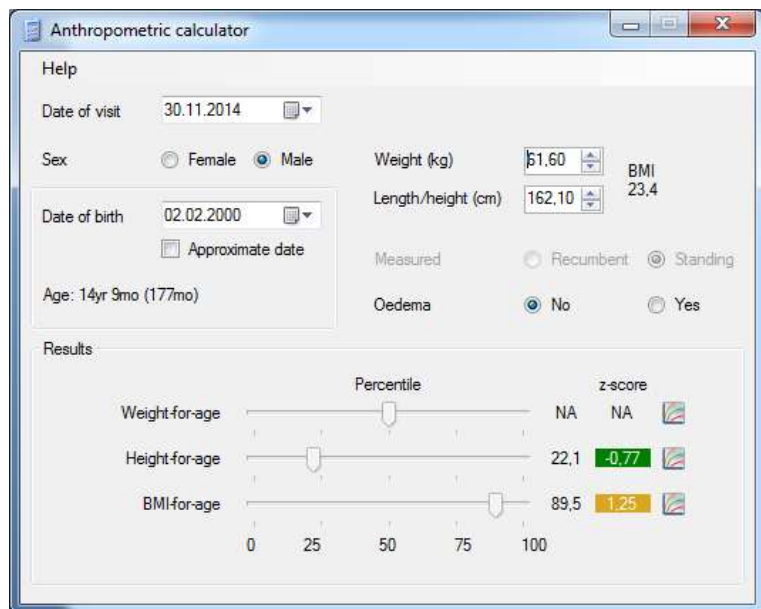 Anthropometric calculator
Help
Date of visit 30.11.2014
Sex Female Male Weight (kg) 61,60 BMI
Length/height (cm) 162,10 23,4
Date of birth 02.02.2000
Approximate date
Measured Recumbent Standing
Age: 14yr 9mo (177mo)
Oedema No Yes
Results
Percentile z-score
Weight-for-age NA NA
Height-for-age 22,1 -0,77
BMI-for-age 89,5 1,25
0 25 50 75 100